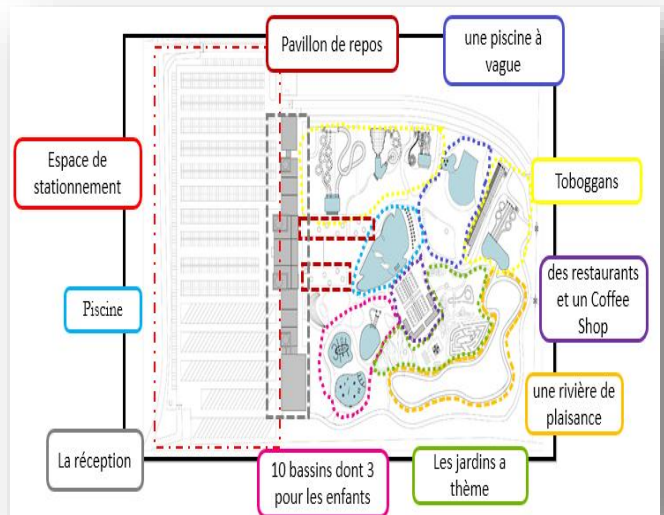 Pavillon de repos
une piscine à
vague
Espace de
stationnement
Toboggans
des restaurants
et un Coffee
Shop
Piscine
une rivière de
plaisance
La réception
10 bassins dont 3
pour les enfants
Les jardins a
thème